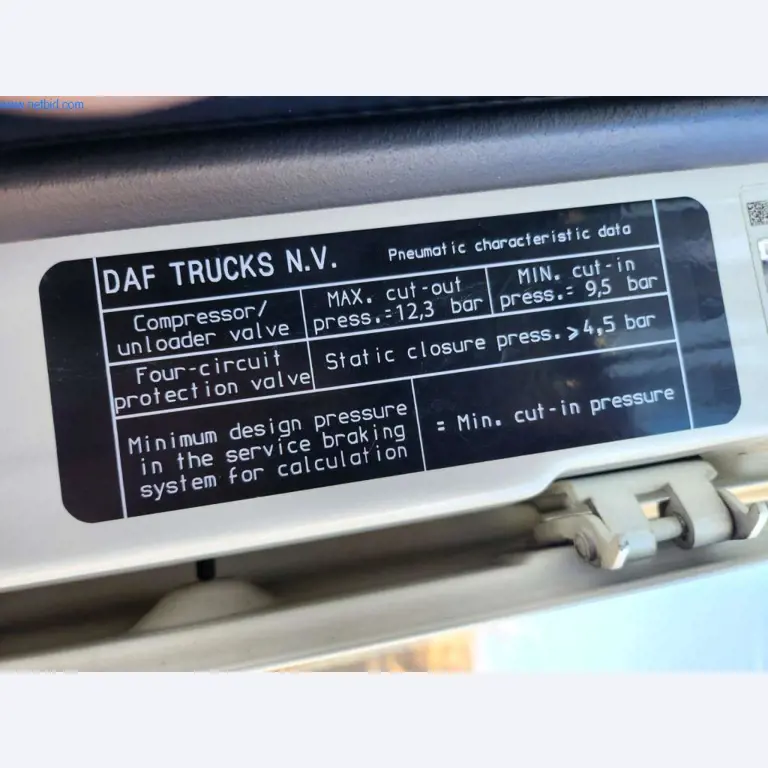 www.netbid.com
DAF TRUCKS N.V.
Pneumatic characteristic data
Compressor/
unloader valve
MAX. cut-out
press.=12,3 bar
MIN. cut-in
press.= 9,5 bar
Four-circuit
protection valve
Static closure press.⩾4,5 bar
Minimum design pressure
in the service braking
system for calculation
= Min. cut-in pressure